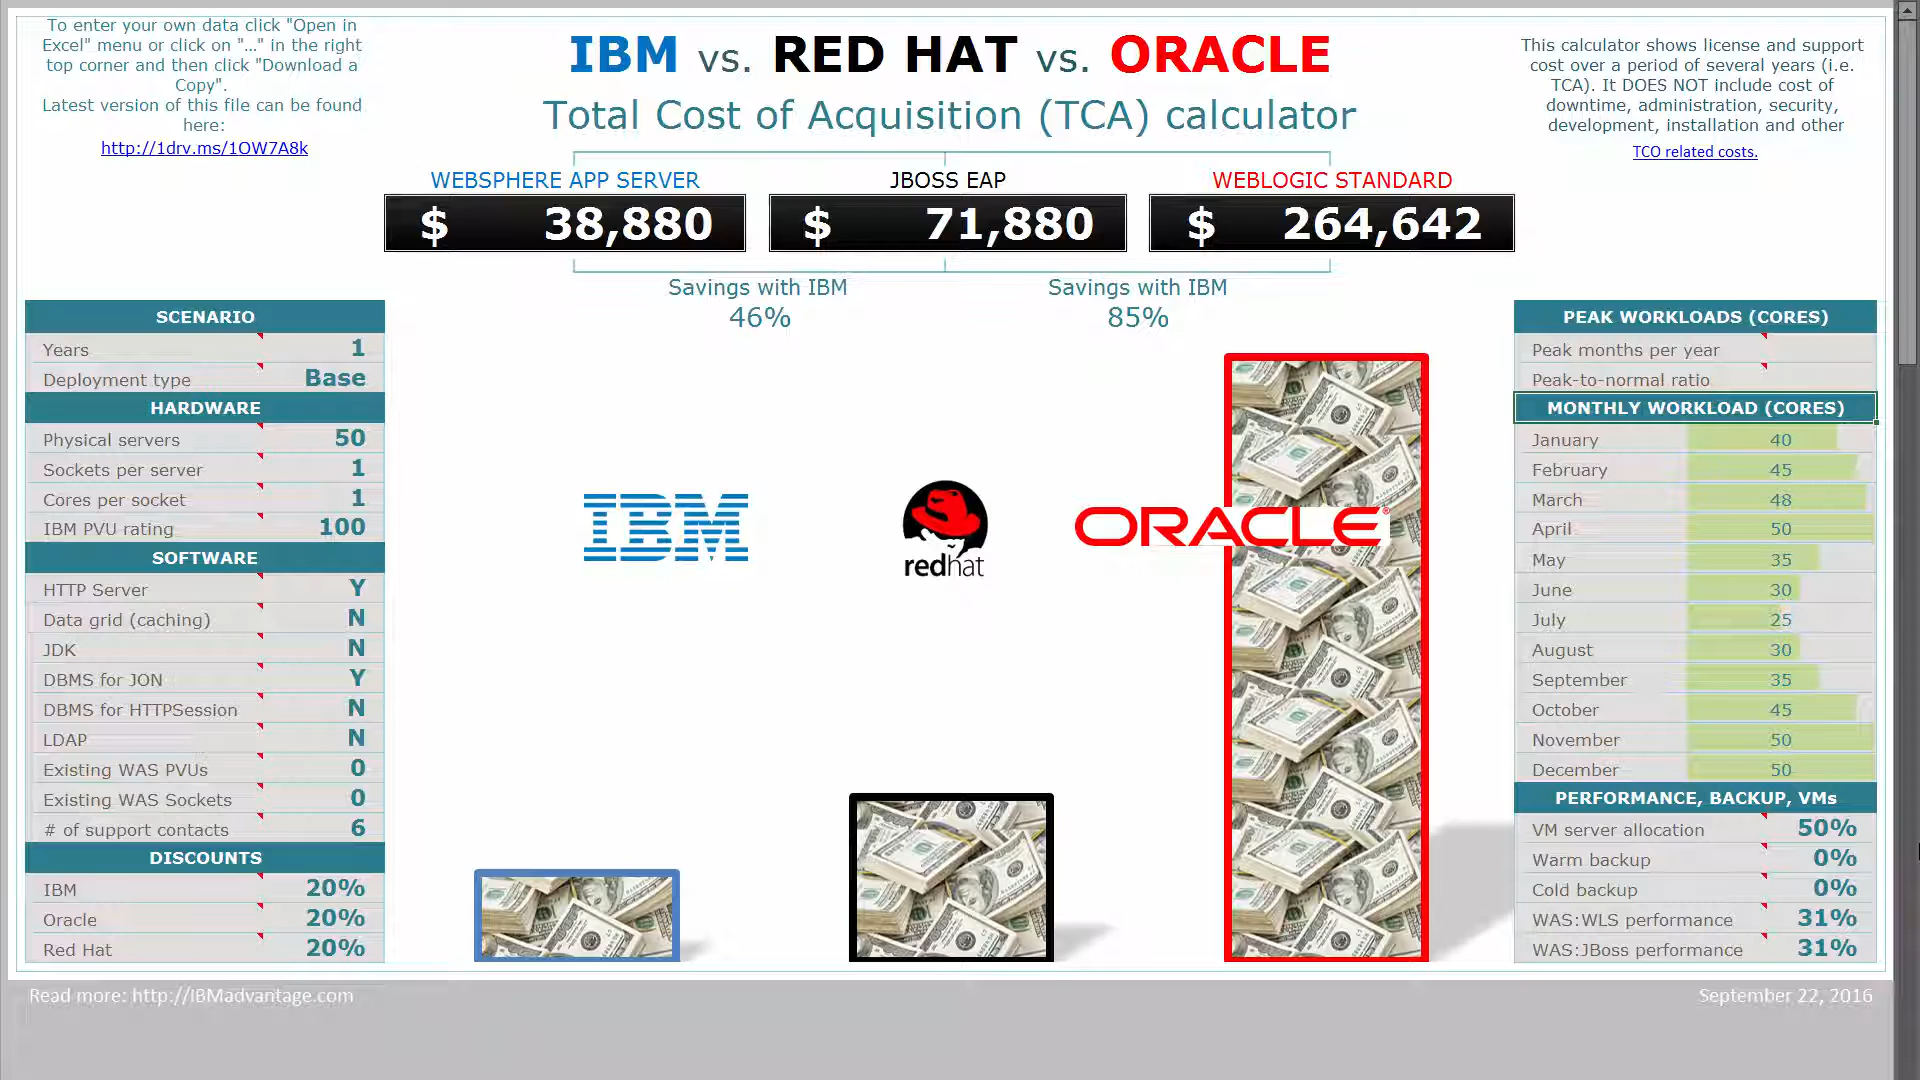 To enter your own data click "Open in
Excel" menu or click on "..." in the right
top corner and then click "Download a
Copy".
Latest version of this file can be found
here:
http://1drv.ms/1OW7A8k
IBM vs. RED HAT vs. ORACLE
Total Cost of Acquisition (TCA) calculator
This calculator shows license and support
cost over a period of several years (i.e.
TCA). It DOES NOT include cost of
downtime, administration, security,
development, installation and other
TCO related costs.
WEBSPHERE APP SERVER
$ 38,880
JBOSS EAP
$ 71,880
WEBLOGIC STANDARD
$ 264,642
Savings with IBM
46%
Savings with IBM
85%
SCENARIO
Years 1
Deployment type Base
HARDWARE
Physical servers 50
Sockets per server 1
Cores per socket 1
IBM PVU rating 100
SOFTWARE
HTTP Server Y
Data grid (caching) N
JDK N
DBMS for JON Y
DBMS for HTTPSession N
LDAP N
Existing WAS PVUs 0
Existing WAS Sockets 0
# of support contacts 6
DISCOUNTS
IBM 20%
Oracle 20%
Red Hat 20%
IBM
redhat
ORACLE®
PEAK WORKLOADS (CORES)
Peak months per year
Peak-to-normal ratio
MONTHLY WORKLOAD (CORES)
January 40
February 45
March 48
April 50
May 35
June 30
July 25
August 30
September 35
October 45
November 50
December 50
PERFORMANCE, BACKUP, VMs
VM server allocation 50%
Warm backup 0%
Cold backup 0%
WAS:WLS performance 31%
WAS:JBoss performance 31%
Read more: http://IBMadvantage.com
September 22, 2016